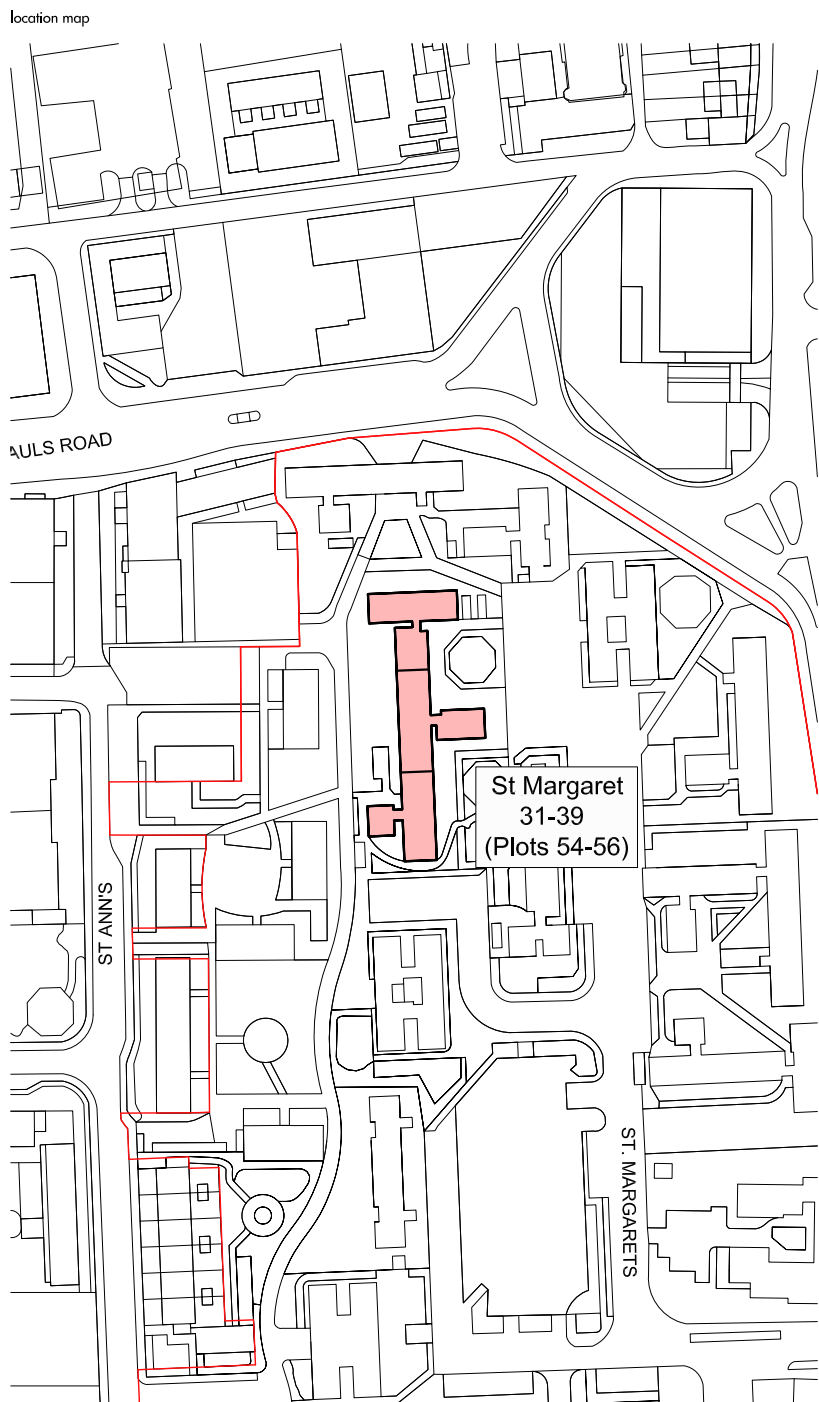 location map
AULS ROAD
St Margaret
31-39
(Plots 54-56)
ST ANN'S
ST. MARGARETS